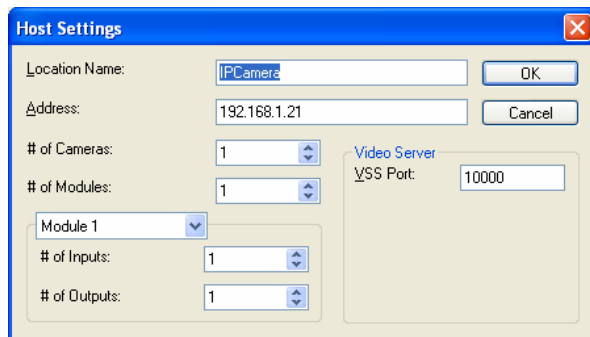 Host Settings
Location Name: IPCamera OK
Address: 192.168.1.21 Cancel
# of Cameras: 1
Video Server
# of Modules: 1
VSS Port: 10000
Module 1
# of Inputs: 1
# of Outputs: 1